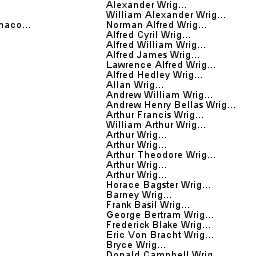 Alexander Wrig...
William Alexander Wrig...
naco... Norman Alfred Wrig...
Alfred Cyril Wrig...
Alfred William Wrig...
Alfred James Wrig...
Lawrence Alfred Wrig...
Alfred Hedley Wrig...
Allan Wrig...
Andrew William Wrig...
Andrew Henry Bellas Wrig...
Arthur Francis Wrig...
William Arthur Wrig...
Arthur Wrig...
Arthur Wrig...
Arthur Theodore Wrig...
Arthur Wrig...
Arthur Wrig...
Horace Bagster Wrig...
Barney Wrig...
Frank Basil Wrig...
George Bertram Wrig...
Frederick Blake Wrig...
Eric Von Bracht Wrig...
Bryce Wrig...
Donald Campbell Wrig...